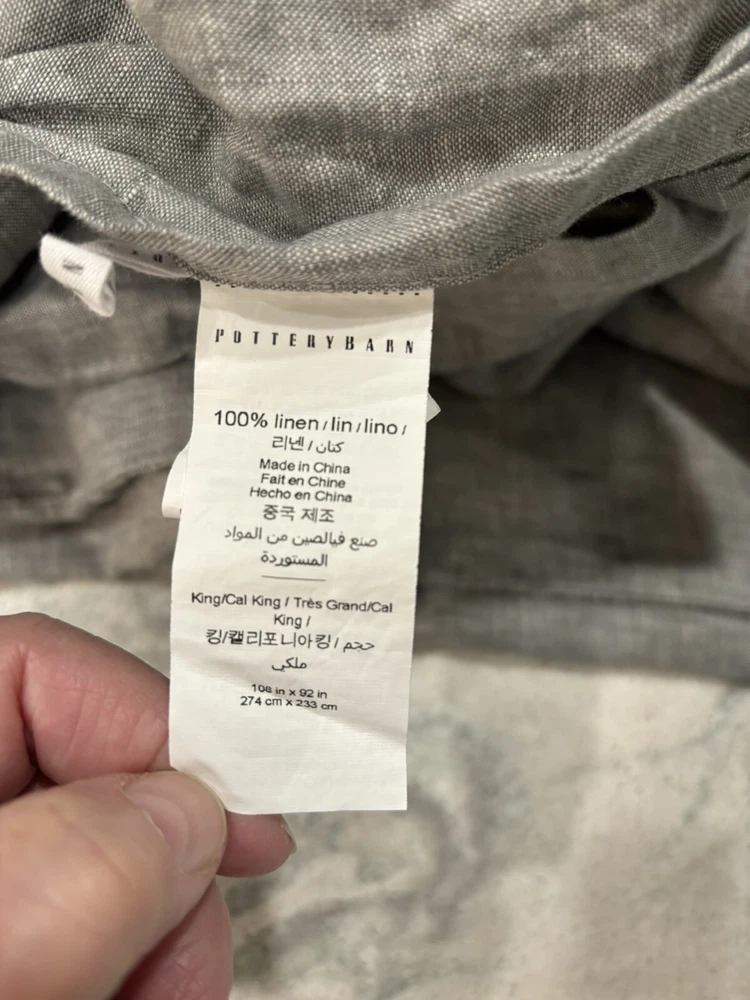 POTTERYBARN
100% linen / lin / lino /
리넨 / كتان
Made in China
Fait en Chine
Hecho en China
중국 제조
صنع فيالصين من المواد
المستوردة
King/Cal King / Très Grand/Cal
King /
킹/캘리포니아킹 / حجم
ملكي
108 in x 92 in
274 cm x 233 cm